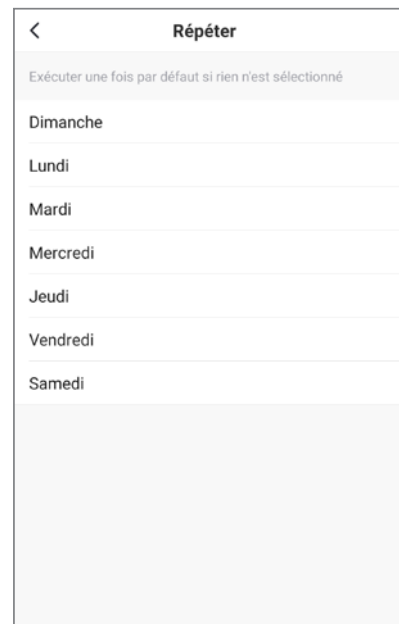 Répéter
Exécuter une fois par défaut si rien n'est sélectionné
Dimanche
Lundi
Mardi
Mercredi
Jeudi
Vendredi
Samedi